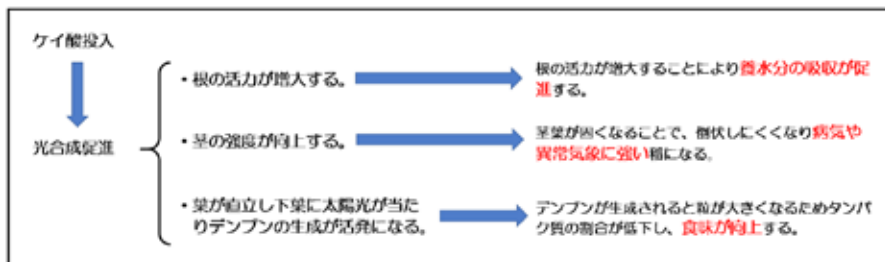 ケイ酸投入
光合成促進
・根の活力が増大する。
根の活力が増大することにより養水分の吸収が促
進する。
・茎の強度が向上する。
茎葉が固くなることで、倒伏しにくくなり病気や
異常気象に強い稲になる。
・葉が直立し下葉に太陽光が当た
りデンプンの生成が活発になる。
デンプンが生成されると粒が大きくなるためタンパ
ク質の割合が低下し、食味が向上する。